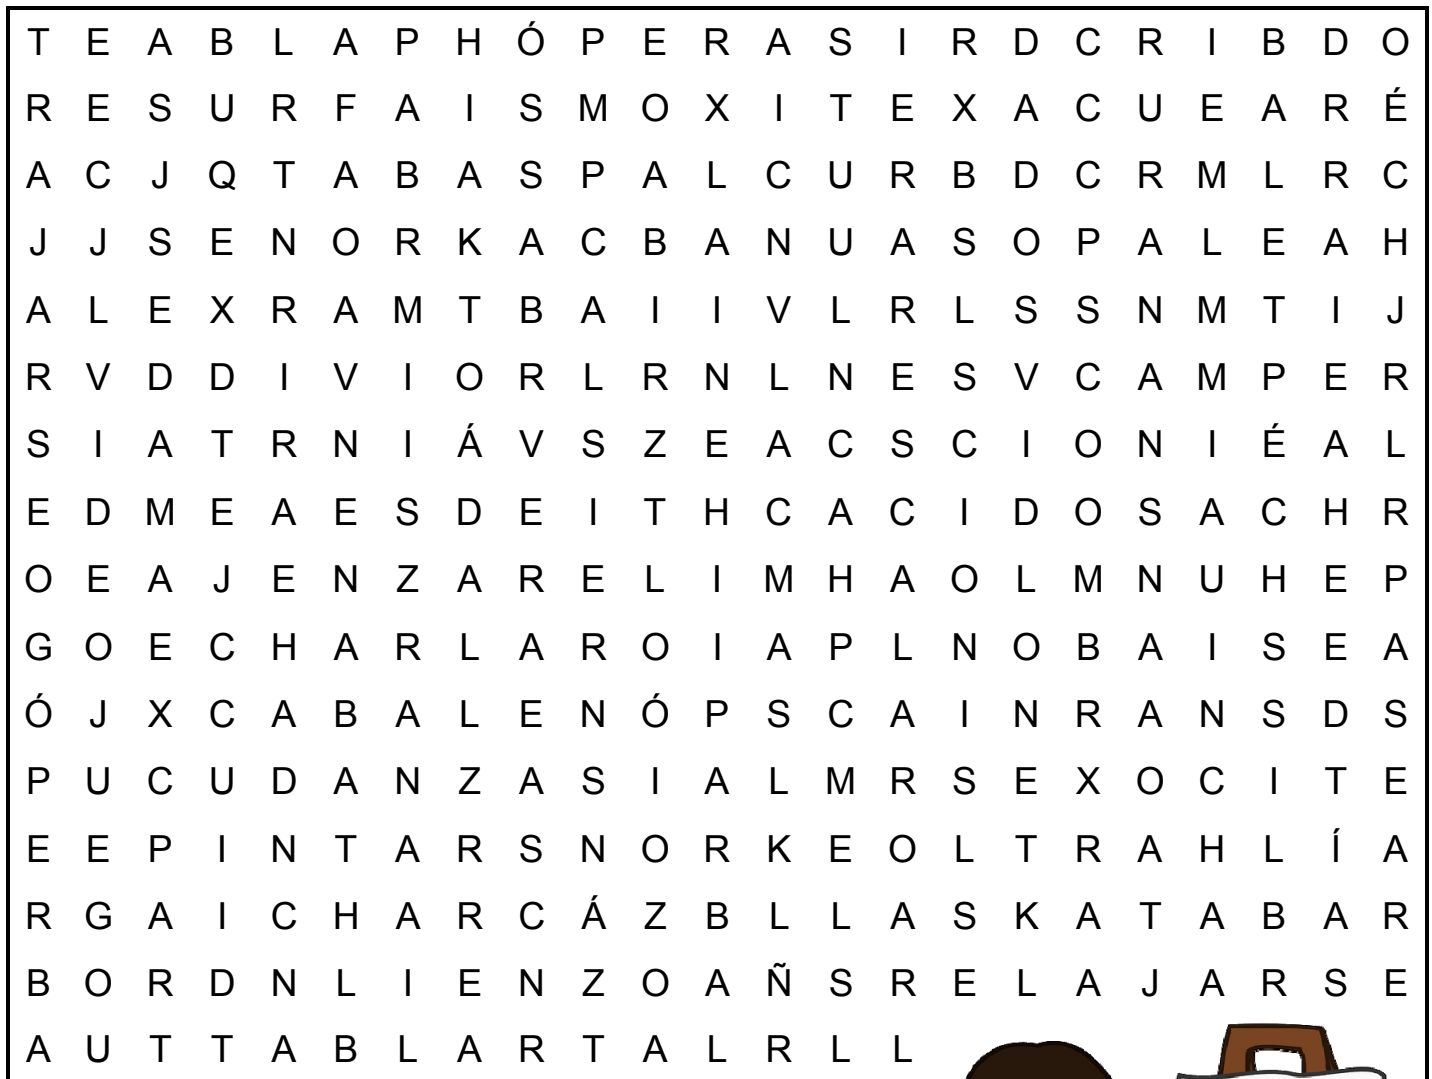 T E A B L A P H Ó P E R A S I R D C R I B D O
R E S U R F A I S M O X I T E X A C U E A R É
A C J Q T A B A S P A L C U R B D C R M L R C
J J S E N O R K A C B A N U A S O P A L E A H
A L E X R A M T B A I I V L R L S S N M T I J
R V D D I V I O R L R N L N E S V C A M P E R
S I A T R N I Á V S Z E A C S C I O N I É A L
E D M E A E S D E I T H C A C I D O S A C H R
O E A J E N Z A R E L I M H A O L M N U H E P
G O E C H A R L A R O I A P L N O B A I S E A
Ó J X C A B A L E N Ó P S C A I N R A N S D S
P U C U D A N Z A S I A L M R S E X O C I T E
E E P I N T A R S N O R K E O L T R A H L Í A
R G A I C H A R C Á Z B L L A S K A T A B A R
B O R D N L I E N Z O A Ñ S R E L A J A R S E
A U T T A B L A R T A L R L L